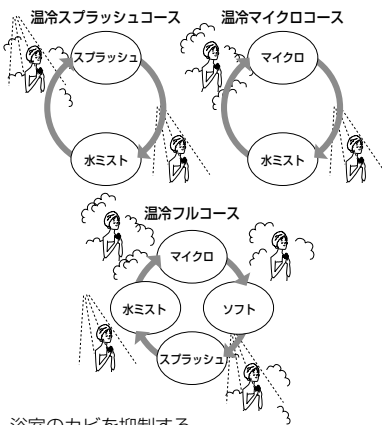 温冷スプラッシュコース
スプラッシュ
水ミスト
温冷マイクロコース
マイクロ
水ミスト
温冷フルコース
マイクロ
水ミスト
ソフト
スプラッシュ
浴室のカビを抑制する